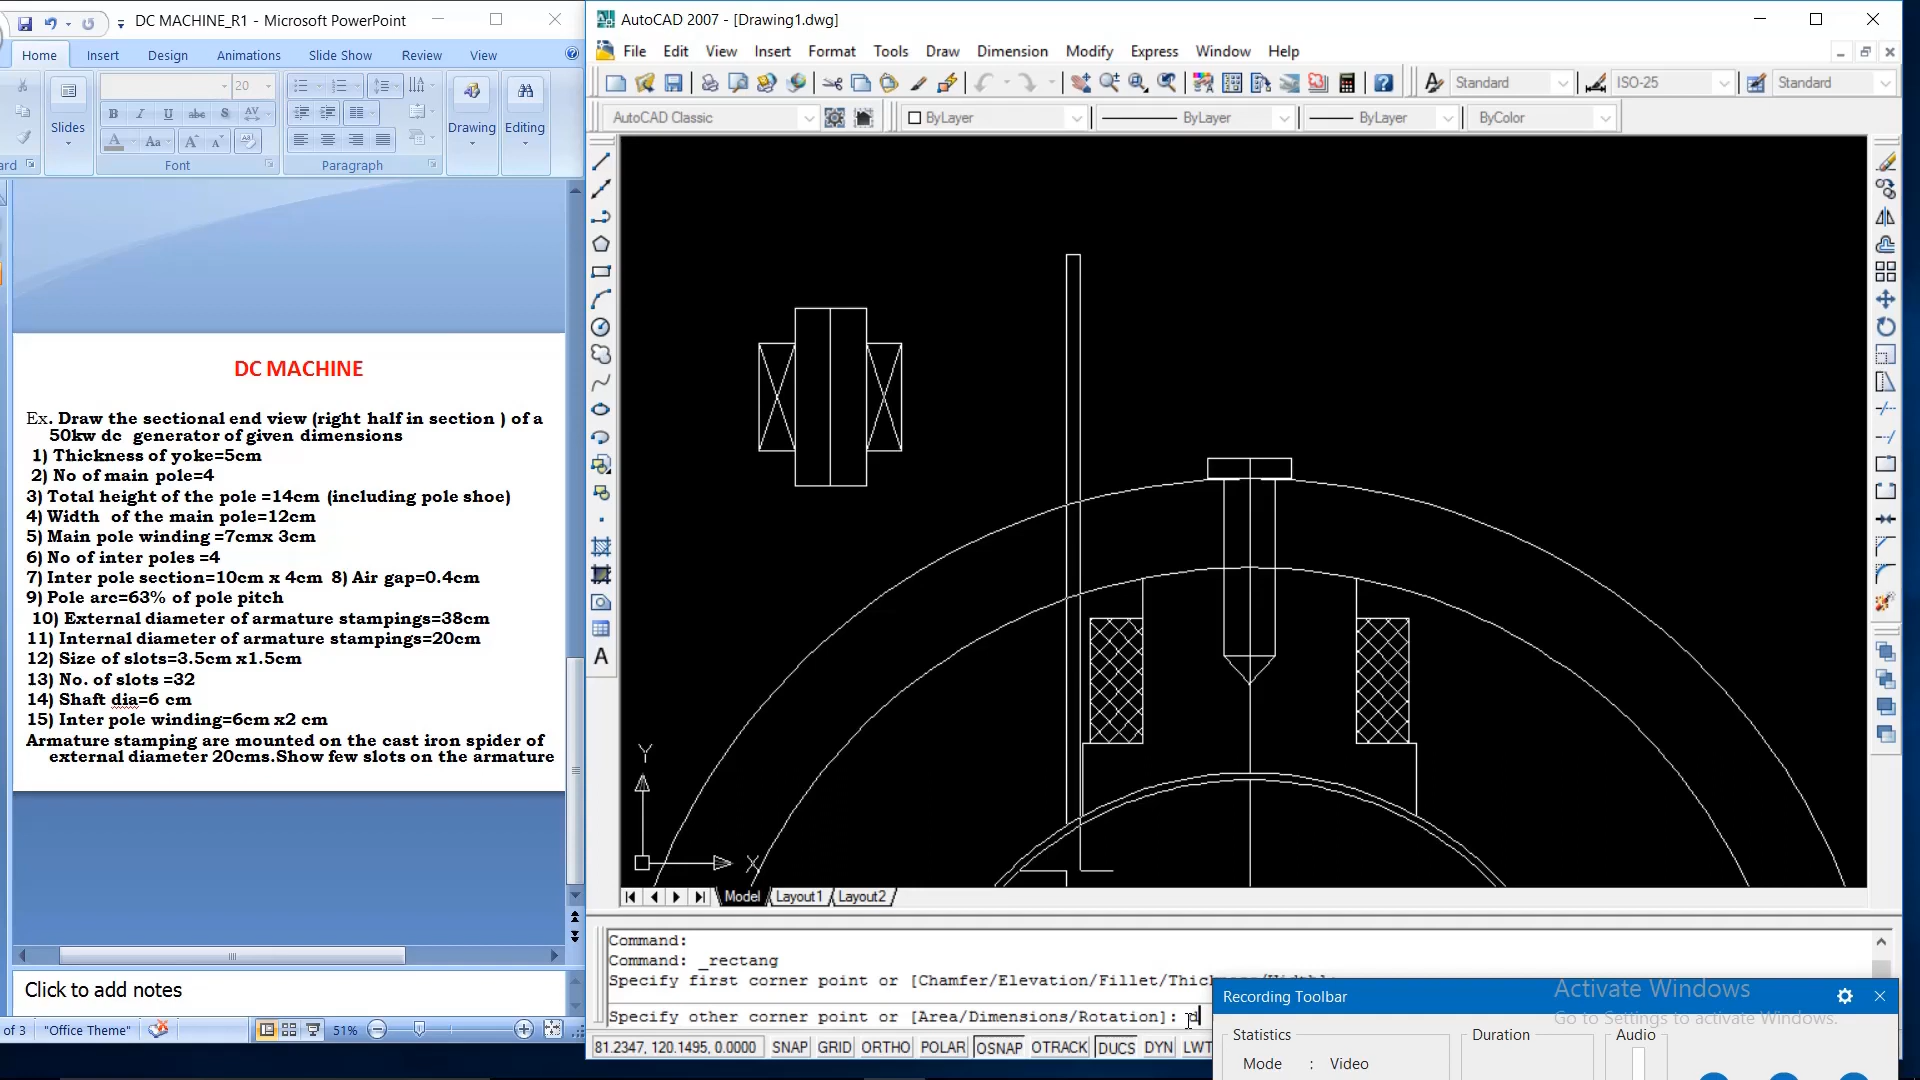 DC MACHINE_R1 - Microsoft PowerPoint
Home Insert Design Animations Slide Show Review View
20
Slides
Drawing
Editing
B I U abc S AV
A Aa A A
ard Font Paragraph
DC MACHINE
Ex. Draw the sectional end view (right half in section ) of a
50kw dc generator of given dimensions
1) Thickness of yoke=5cm
2) No of main pole=4
3) Total height of the pole =14cm (including pole shoe)
4) Width of the main pole=12cm
5) Main pole winding =7cmx 3cm
6) No of inter poles =4
7) Inter pole section=10cm x 4cm 8) Air gap=0.4cm
9) Pole arc=63% of pole pitch
10) External diameter of armature stampings=38cm
11) Internal diameter of armature stampings=20cm
12) Size of slots=3.5cm x1.5cm
13) No. of slots =32
14) Shaft dia=6 cm
15) Inter pole winding=6cm x2 cm
Armature stamping are mounted on the cast iron spider of
external diameter 20cms.Show few slots on the armature
Click to add notes
of 3 "Office Theme" 51%
AutoCAD 2007 - [Drawing1.dwg]
File Edit View Insert Format Tools Draw Dimension Modify Express Window Help
Standard ISO-25 Standard
AutoCAD Classic ByLayer ByLayer ByLayer ByColor
A
Y
X
Model Layout1 Layout2
Command:
Command: _rectang
Specify first corner point or [Chamfer/Elevation/Fillet/Thickness/Width]:
Specify other corner point or [Area/Dimensions/Rotation]: d
81.2347, 120.1495, 0.0000 SNAP GRID ORTHO POLAR OSNAP OTRACK DUCS DYN LWT
Recording Toolbar
Activate Windows
Go to Settings to activate Windows.
Statistics Duration Audio
Mode : Video